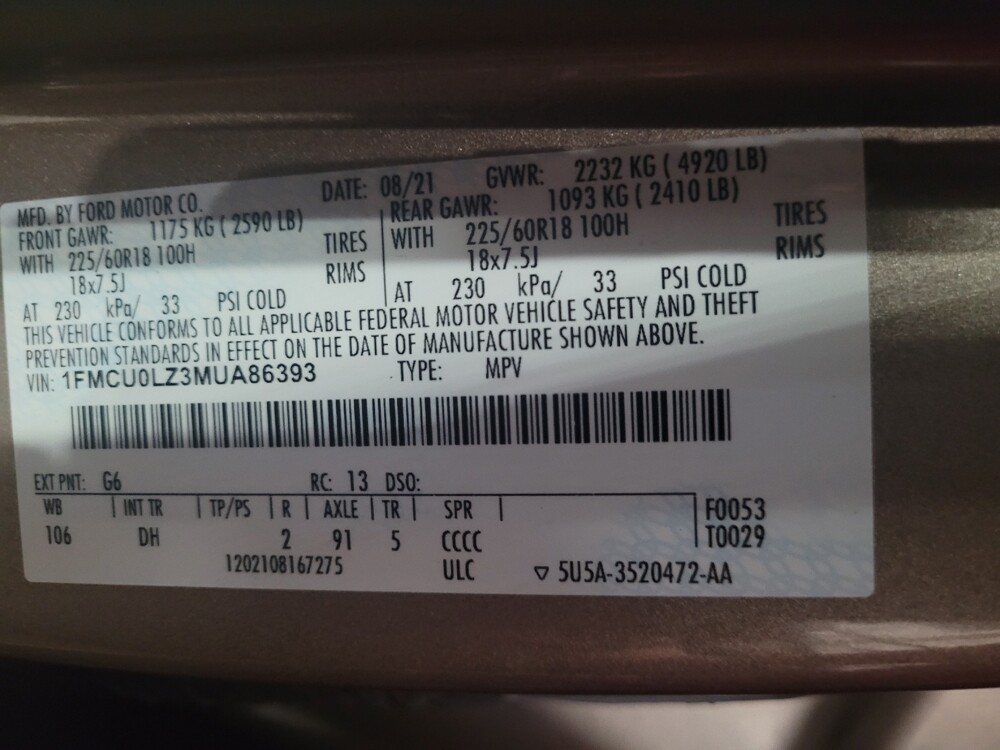 MFD. BY FORD MOTOR CO. DATE: 08/21 GVWR: 2232 KG ( 4920 LB)
FRONT GAWR: 1175 KG ( 2590 LB) REAR GAWR: 1093 KG ( 2410 LB)
WITH 225/60R18 100H TIRES WITH 225/60R18 100H TIRES
18x7.5J RIMS 18x7.5J RIMS
AT 230 kPa/ 33 PSI COLD AT 230 kPa/ 33 PSI COLD
THIS VEHICLE CONFORMS TO ALL APPLICABLE FEDERAL MOTOR VEHICLE SAFETY AND THEFT
PREVENTION STANDARDS IN EFFECT ON THE DATE OF MANUFACTURE SHOWN ABOVE.
VIN: 1FMCU0LZ3MUA86393 TYPE: MPV
EXT PNT: G6 RC: 13 DSO:
WB INT TR TP/PS R AXLE TR SPR F0053
106 DH 2 91 5 CCCC T0029
1202108167275 ULC ▽ 5U5A-3520472-AA